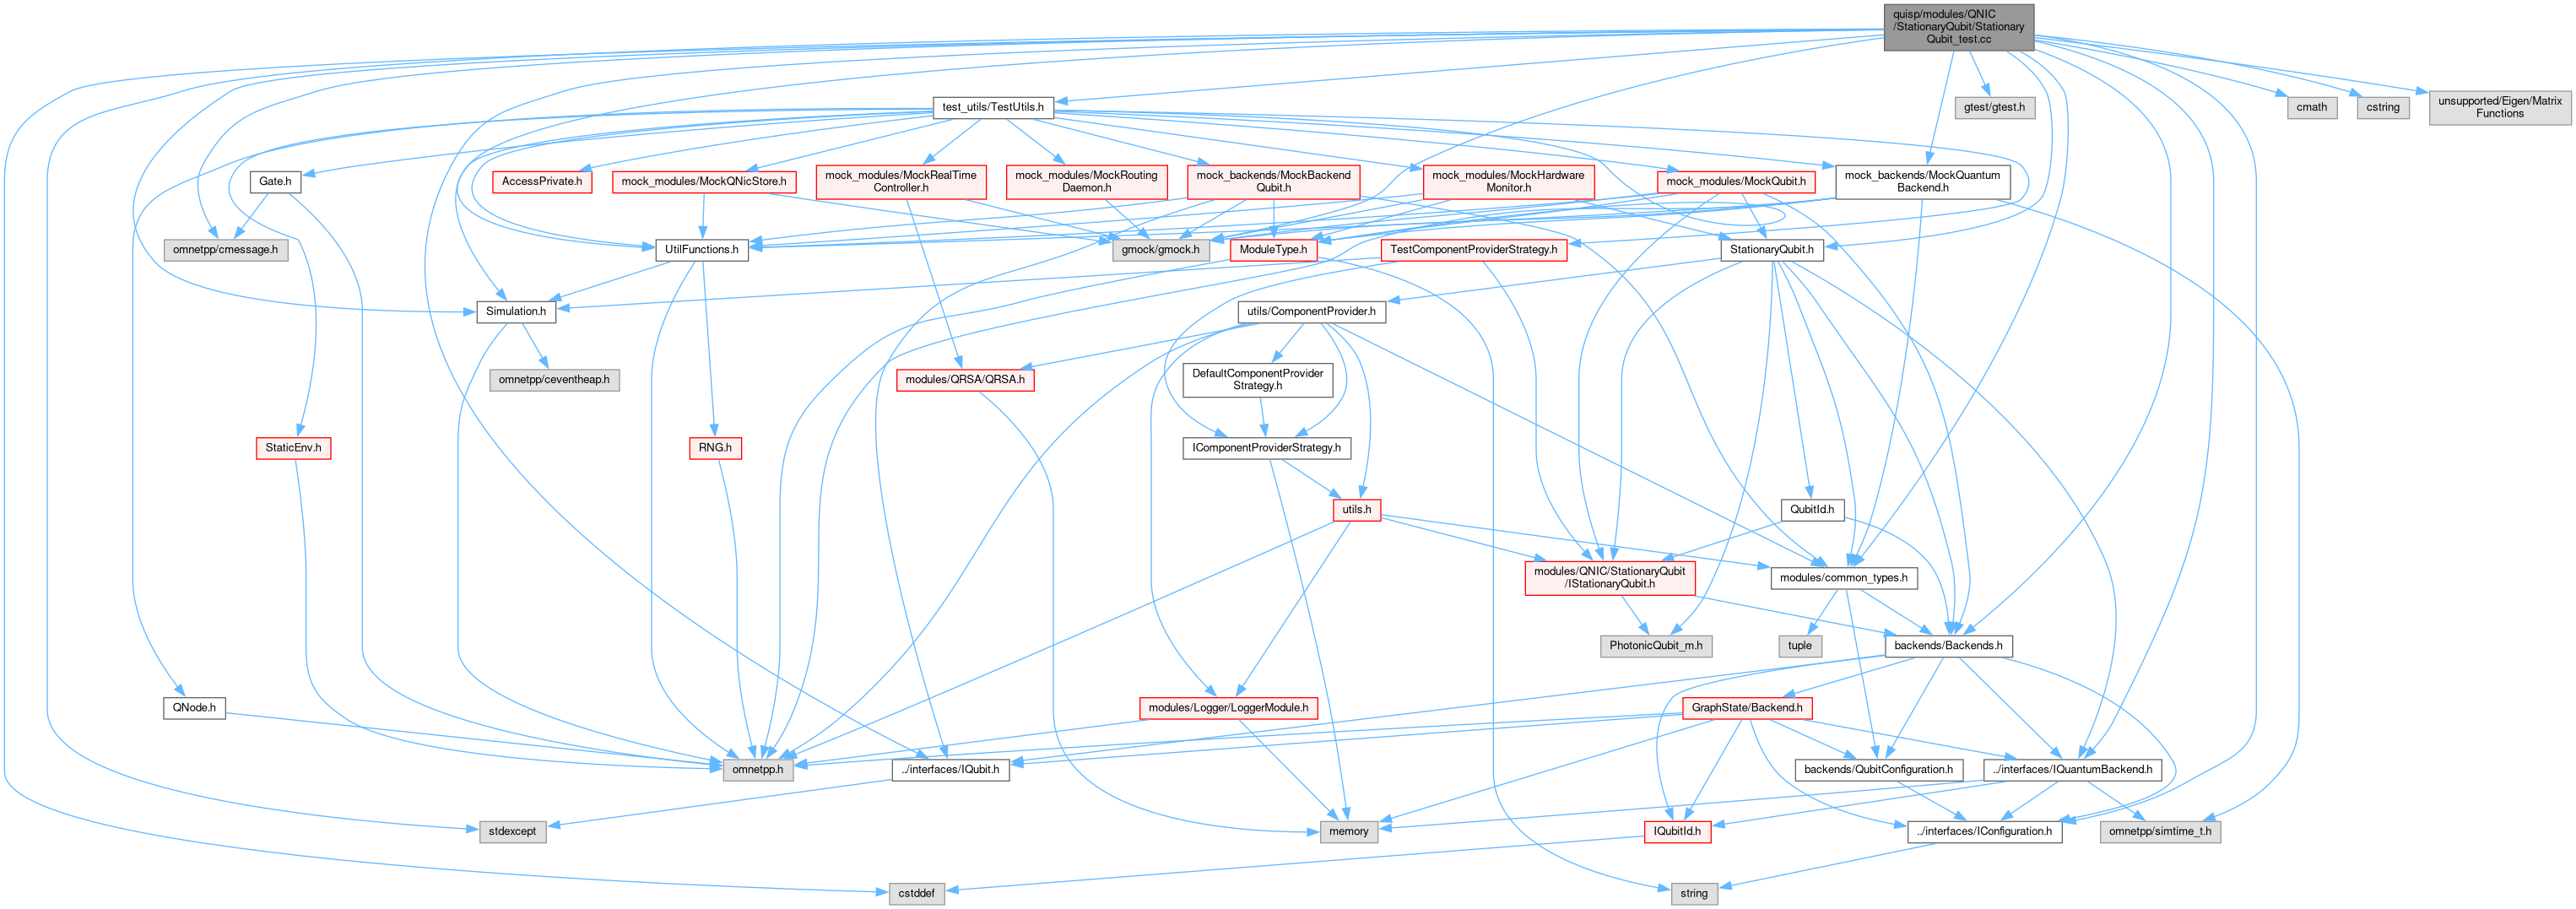 quisp/modules/QNIC
/StationaryQubit/Stationary
Qubit_test.cc
test_utils/TestUtils.h
gtest/gtest.h
cmath
cstring
unsupported/Eigen/Matrix
Functions
Gate.h
AccessPrivate.h
mock_modules/MockQNicStore.h
mock_modules/MockRealTime
Controller.h
mock_modules/MockRouting
Daemon.h
mock_backends/MockBackend
Qubit.h
mock_modules/MockHardware
Monitor.h
mock_modules/MockQubit.h
mock_backends/MockQuantum
Backend.h
omnetpp/cmessage.h
UtilFunctions.h
gmock/gmock.h
ModuleType.h
TestComponentProviderStrategy.h
StationaryQubit.h
Simulation.h
utils/ComponentProvider.h
omnetpp/ceventheap.h
modules/QRSA/QRSA.h
DefaultComponentProvider
Strategy.h
StaticEnv.h
RNG.h
IComponentProviderStrategy.h
utils.h
QubitId.h
modules/QNIC/StationaryQubit
/IStationaryQubit.h
modules/common_types.h
PhotonicQubit_m.h
tuple
backends/Backends.h
QNode.h
modules/Logger/LoggerModule.h
GraphState/Backend.h
omnetpp.h
../interfaces/IQubit.h
backends/QubitConfiguration.h
../interfaces/IQuantumBackend.h
stdexcept
memory
IQubitId.h
../interfaces/IConfiguration.h
omnetpp/simtime_t.h
cstddef
string